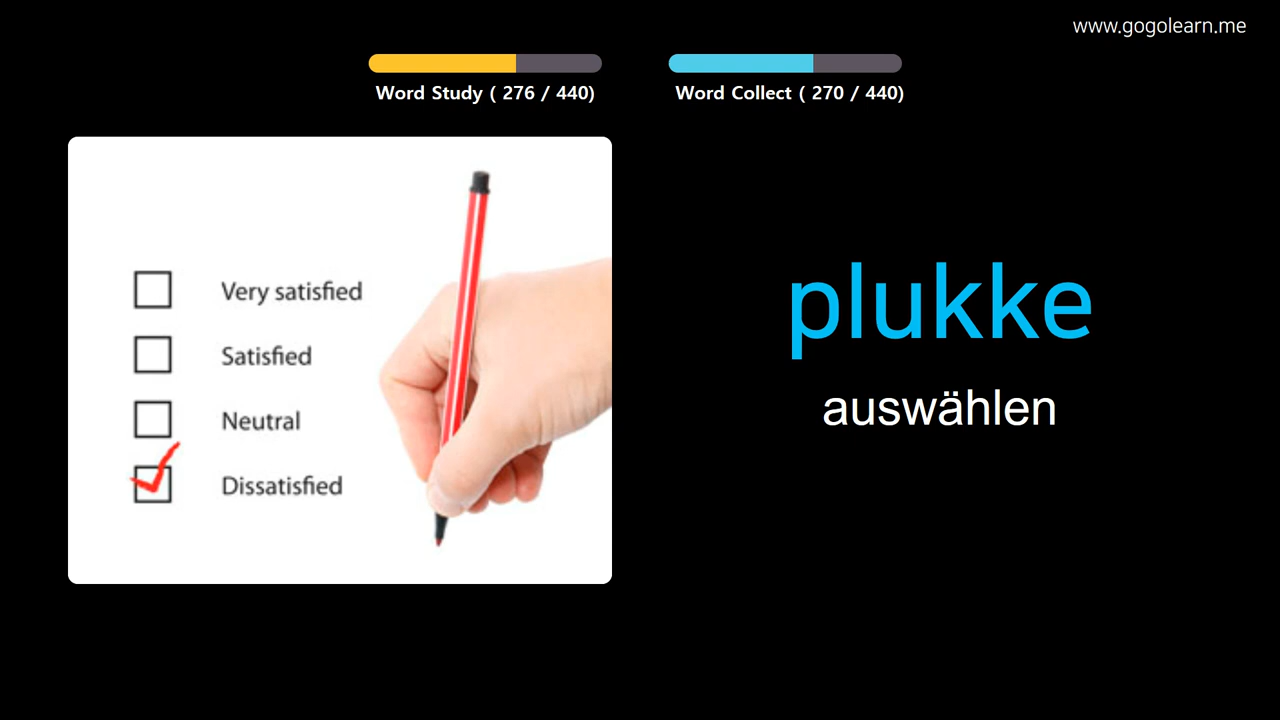 www.gogolearn.me
Word Study ( 276 / 440)
Word Collect ( 270 / 440)
Very satisfied
Satisfied
Neutral
Dissatisfied
plukke
auswählen